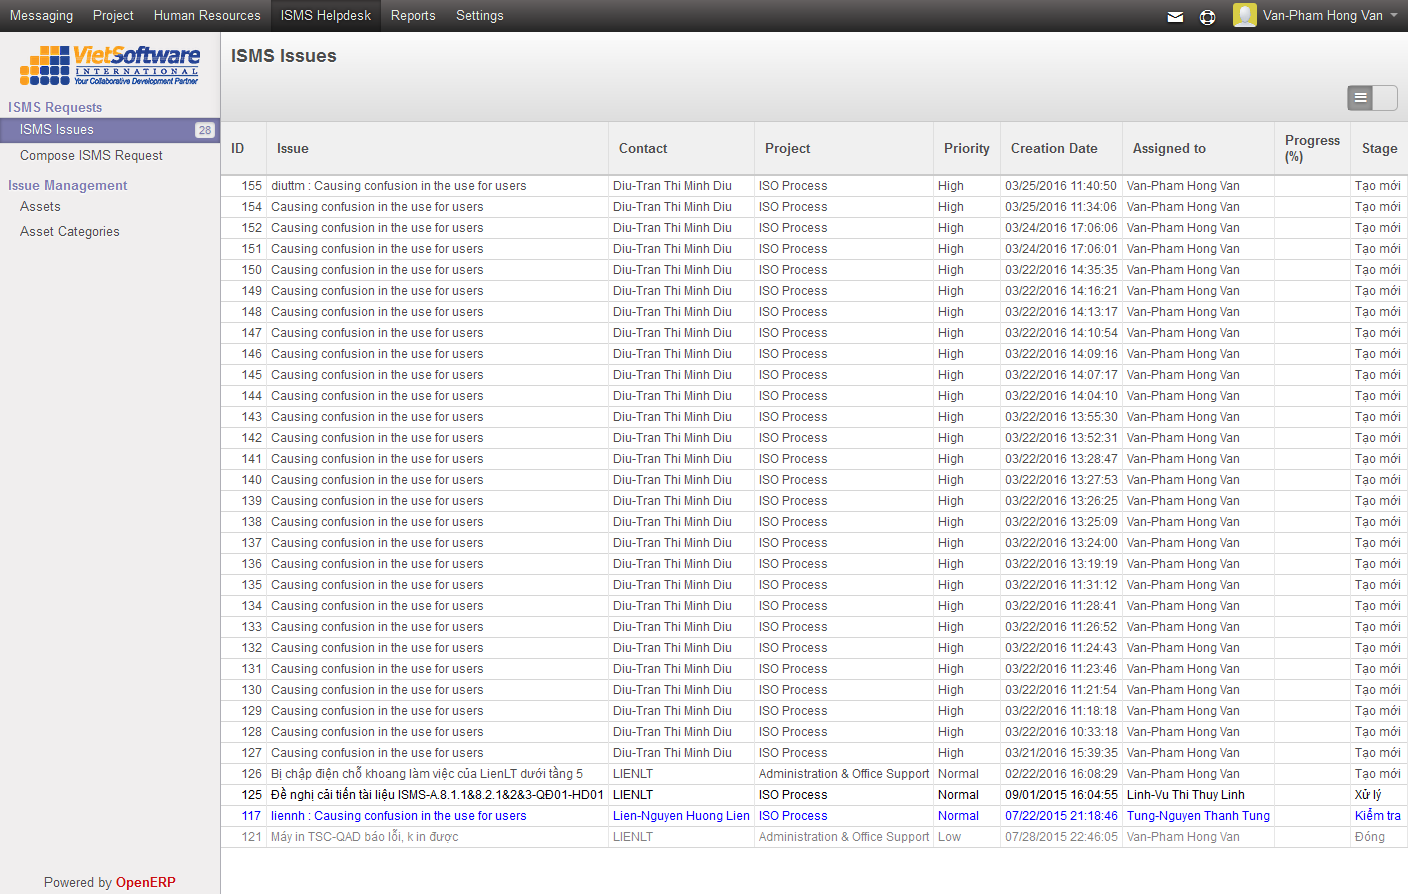 Messaging Project Human Resources ISMS Helpdesk Reports Settings Van-Pham Hong Van
VietSoftware
INTERNATIONAL
Your Collaborative Development Partner
ISMS Requests
ISMS Issues 28
Compose ISMS Request
Issue Management
Assets
Asset Categories
Powered by OpenERP
ISMS Issues
ID Issue Contact Project Priority Creation Date Assigned to Progress (%) Stage
155 diuttm : Causing confusion in the use for users Diu-Tran Thi Minh Diu ISO Process High 03/25/2016 11:40:50 Van-Pham Hong Van Tạo mới
154 Causing confusion in the use for users Diu-Tran Thi Minh Diu ISO Process High 03/25/2016 11:34:06 Van-Pham Hong Van Tạo mới
152 Causing confusion in the use for users Diu-Tran Thi Minh Diu ISO Process High 03/24/2016 17:06:06 Van-Pham Hong Van Tạo mới
151 Causing confusion in the use for users Diu-Tran Thi Minh Diu ISO Process High 03/24/2016 17:06:01 Van-Pham Hong Van Tạo mới
150 Causing confusion in the use for users Diu-Tran Thi Minh Diu ISO Process High 03/22/2016 14:35:35 Van-Pham Hong Van Tạo mới
149 Causing confusion in the use for users Diu-Tran Thi Minh Diu ISO Process High 03/22/2016 14:16:21 Van-Pham Hong Van Tạo mới
148 Causing confusion in the use for users Diu-Tran Thi Minh Diu ISO Process High 03/22/2016 14:13:17 Van-Pham Hong Van Tạo mới
147 Causing confusion in the use for users Diu-Tran Thi Minh Diu ISO Process High 03/22/2016 14:10:54 Van-Pham Hong Van Tạo mới
146 Causing confusion in the use for users Diu-Tran Thi Minh Diu ISO Process High 03/22/2016 14:09:16 Van-Pham Hong Van Tạo mới
145 Causing confusion in the use for users Diu-Tran Thi Minh Diu ISO Process High 03/22/2016 14:07:17 Van-Pham Hong Van Tạo mới
144 Causing confusion in the use for users Diu-Tran Thi Minh Diu ISO Process High 03/22/2016 14:04:10 Van-Pham Hong Van Tạo mới
143 Causing confusion in the use for users Diu-Tran Thi Minh Diu ISO Process High 03/22/2016 13:55:30 Van-Pham Hong Van Tạo mới
142 Causing confusion in the use for users Diu-Tran Thi Minh Diu ISO Process High 03/22/2016 13:52:31 Van-Pham Hong Van Tạo mới
141 Causing confusion in the use for users Diu-Tran Thi Minh Diu ISO Process High 03/22/2016 13:28:47 Van-Pham Hong Van Tạo mới
140 Causing confusion in the use for users Diu-Tran Thi Minh Diu ISO Process High 03/22/2016 13:27:53 Van-Pham Hong Van Tạo mới
139 Causing confusion in the use for users Diu-Tran Thi Minh Diu ISO Process High 03/22/2016 13:26:25 Van-Pham Hong Van Tạo mới
138 Causing confusion in the use for users Diu-Tran Thi Minh Diu ISO Process High 03/22/2016 13:25:09 Van-Pham Hong Van Tạo mới
137 Causing confusion in the use for users Diu-Tran Thi Minh Diu ISO Process High 03/22/2016 13:24:00 Van-Pham Hong Van Tạo mới
136 Causing confusion in the use for users Diu-Tran Thi Minh Diu ISO Process High 03/22/2016 13:19:19 Van-Pham Hong Van Tạo mới
135 Causing confusion in the use for users Diu-Tran Thi Minh Diu ISO Process High 03/22/2016 11:31:12 Van-Pham Hong Van Tạo mới
134 Causing confusion in the use for users Diu-Tran Thi Minh Diu ISO Process High 03/22/2016 11:28:41 Van-Pham Hong Van Tạo mới
133 Causing confusion in the use for users Diu-Tran Thi Minh Diu ISO Process High 03/22/2016 11:26:52 Van-Pham Hong Van Tạo mới
132 Causing confusion in the use for users Diu-Tran Thi Minh Diu ISO Process High 03/22/2016 11:24:43 Van-Pham Hong Van Tạo mới
131 Causing confusion in the use for users Diu-Tran Thi Minh Diu ISO Process High 03/22/2016 11:23:46 Van-Pham Hong Van Tạo mới
130 Causing confusion in the use for users Diu-Tran Thi Minh Diu ISO Process High 03/22/2016 11:21:54 Van-Pham Hong Van Tạo mới
129 Causing confusion in the use for users Diu-Tran Thi Minh Diu ISO Process High 03/22/2016 11:18:18 Van-Pham Hong Van Tạo mới
128 Causing confusion in the use for users Diu-Tran Thi Minh Diu ISO Process High 03/22/2016 10:33:18 Van-Pham Hong Van Tạo mới
127 Causing confusion in the use for users Diu-Tran Thi Minh Diu ISO Process High 03/21/2016 15:39:35 Van-Pham Hong Van Tạo mới
126 Bị chập điện chỗ khoang làm việc của LienLT dưới tầng 5 LIENLT Administration & Office Support Normal 02/22/2016 16:08:29 Van-Pham Hong Van Tạo mới
125 Đề nghị cải tiến tài liệu ISMS-A.8.1.1&8.2.1&2&3-QĐ01-HD01 LIENLT ISO Process Normal 09/01/2015 16:04:55 Linh-Vu Thi Thuy Linh Xử lý
117 liennh : Causing confusion in the use for users Lien-Nguyen Huong Lien ISO Process Normal 07/22/2015 21:18:46 Tung-Nguyen Thanh Tung Kiểm tra
121 Máy in TSC-QAD báo lỗi, k in được LIENLT Administration & Office Support Low 07/28/2015 22:46:05 Van-Pham Hong Van Đóng